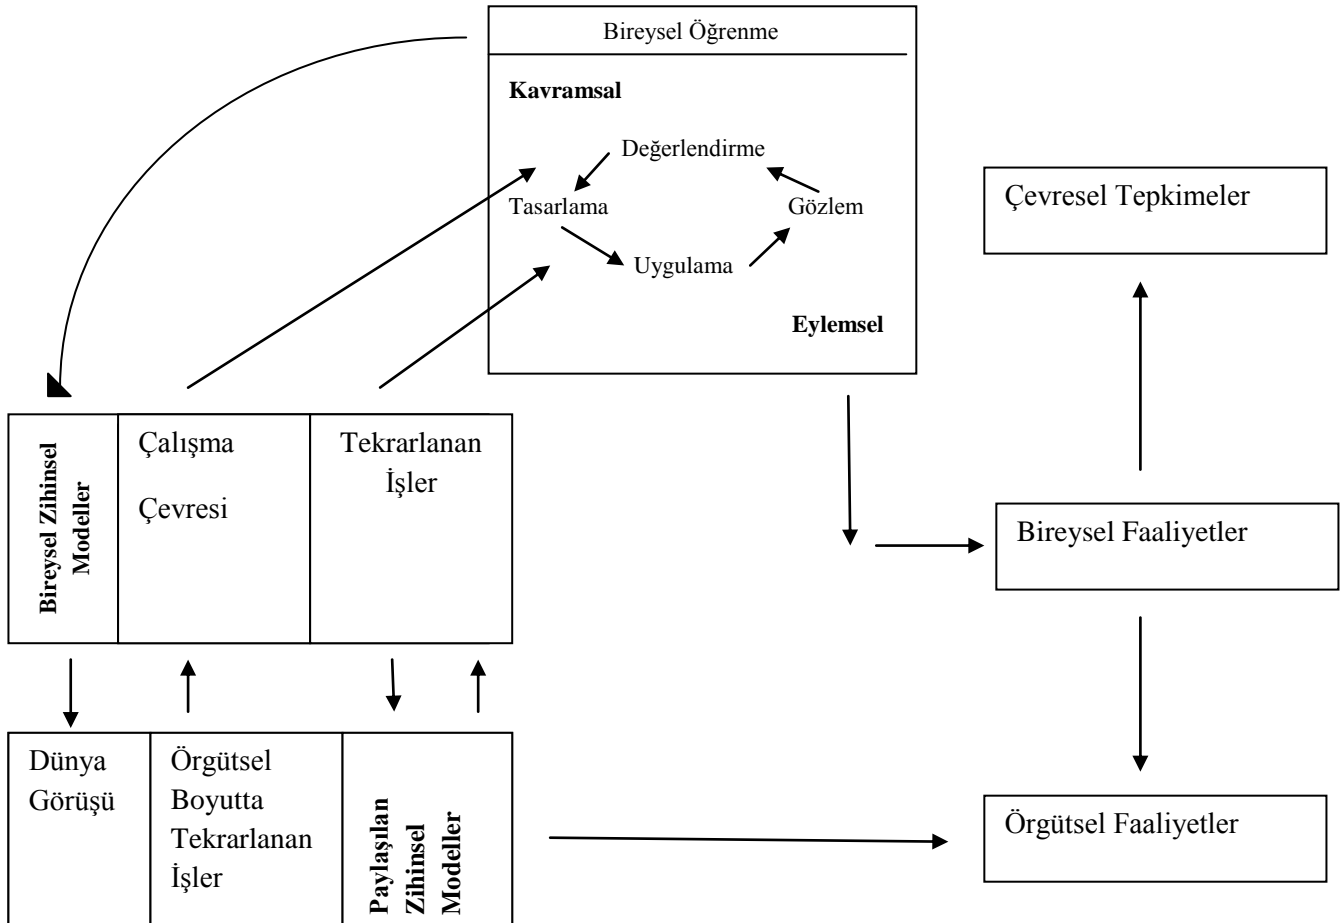 Bireysel Öğrenme
Kavramsal
Değerlendirme
Tasarlama
Gözlem
Uygulama
Eylemsel
Çevresel Tepkimeler
Bireysel Zihinsel
Modeller
Çalışma
Çevresi
Tekrarlanan
İşler
Bireysel Faaliyetler
Dünya
Görüşü
Örgütsel
Boyutta
Tekrarlanan
İşler
Paylaşılan
Zihinsel
Modeller
Örgütsel Faaliyetler